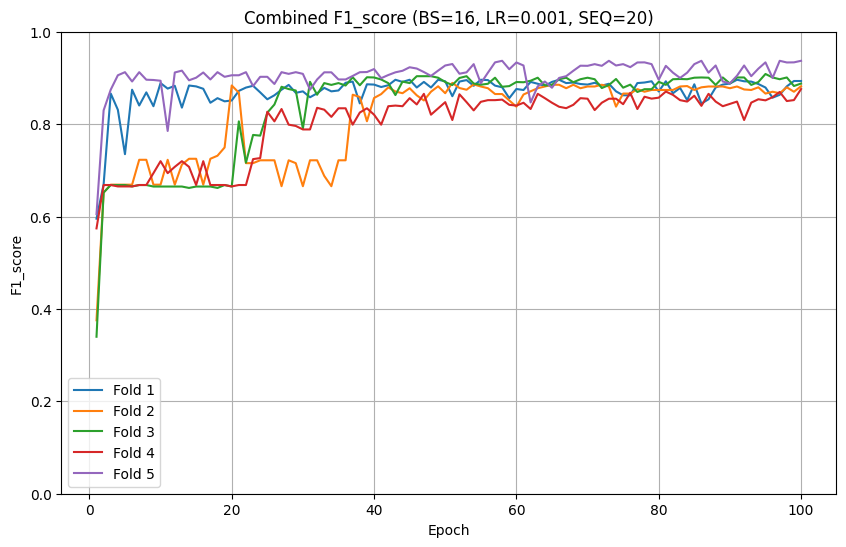 Combined F1_score (BS=16, LR=0.001, SEQ=20)
F1_score
1.0
0.8
0.6
0.4
0.2
0.0
Fold 1
Fold 2
Fold 3
Fold 4
Fold 5
0 20 40 60 80 100
Epoch